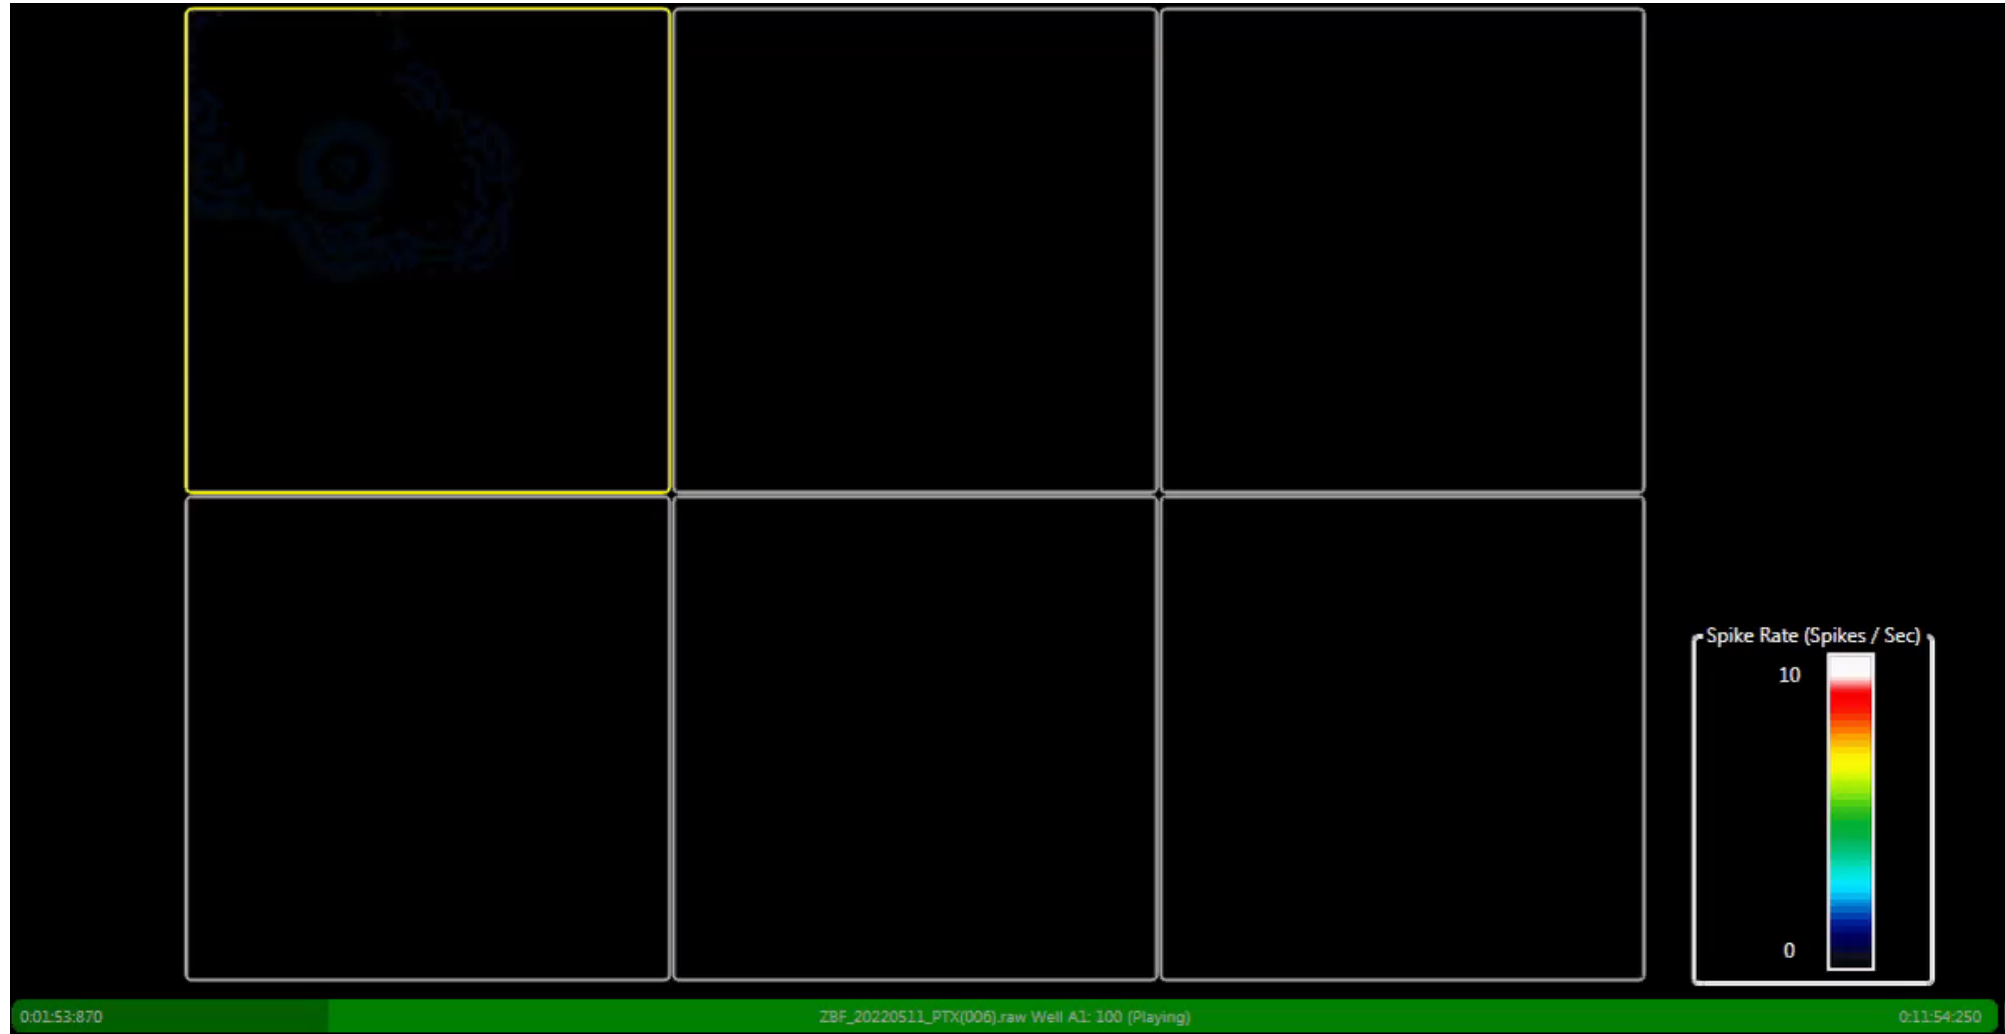 Spike Rate (Spikes / Sec)
10
0
0:01:53:870
ZBF_20220511_PTX(006).raw Well A1: 100 (Playing)
0:11:54:250